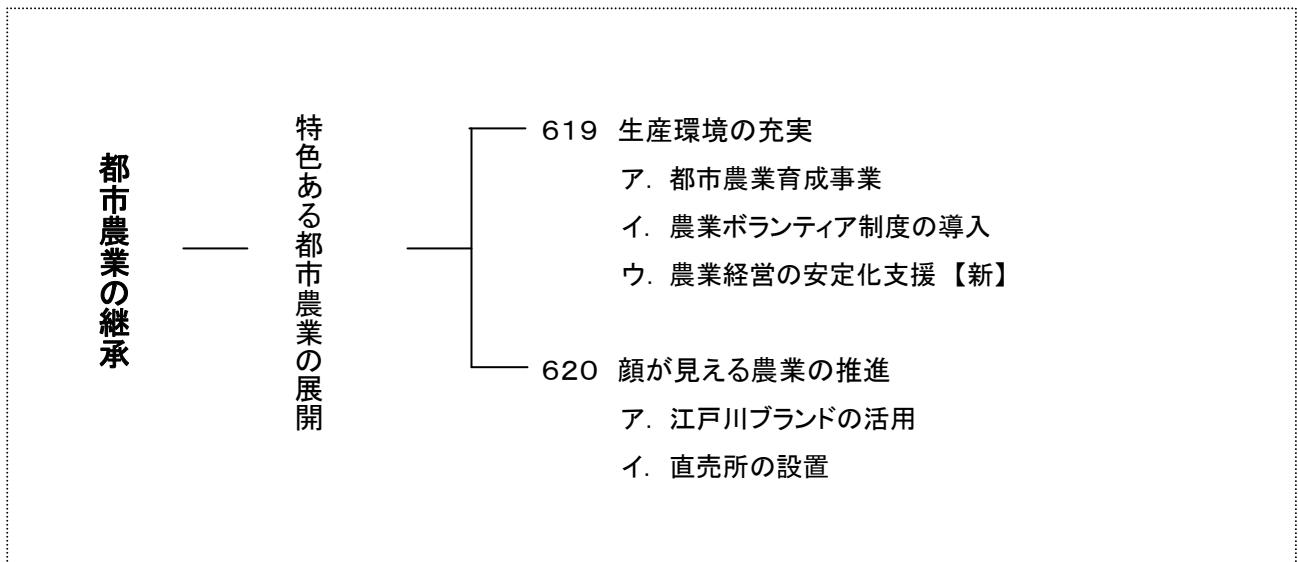 都市農業の継承
特色ある都市農業の展開
619 生産環境の充実
ア. 都市農業育成事業
イ. 農業ボランティア制度の導入
ウ. 農業経営の安定化支援【新】
620 顔が見える農業の推進
ア. 江戸川ブランドの活用
イ. 直売所の設置